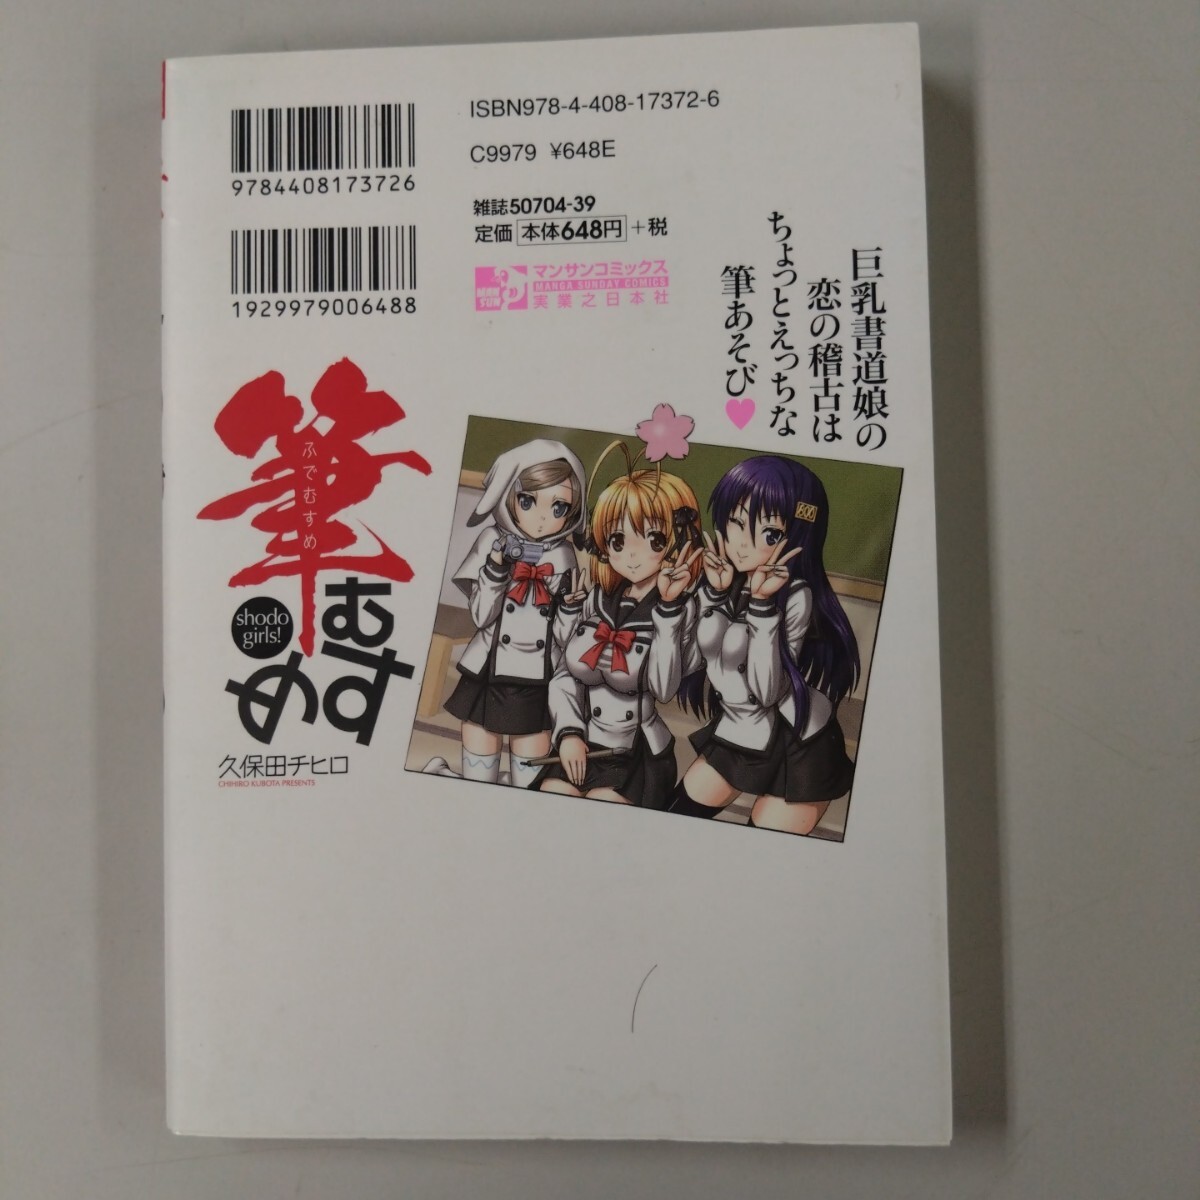 ISBN978-4-408-17372-6
C9979 ¥648E
9784408173726
雑誌50704-39
定価 本体648円 +税
1929979006488
MAN SUN
マンサンコミックス
MANGA SUNDAY COMICS
実業之日本社
巨乳書道娘の
恋の稽古は
ちょっとえっちな
筆あそび♥
600
筆むすめ
ふでむすめ
shodo
girls!
久保田チヒロ
CHIHIRO KUBOTA PRESENTS